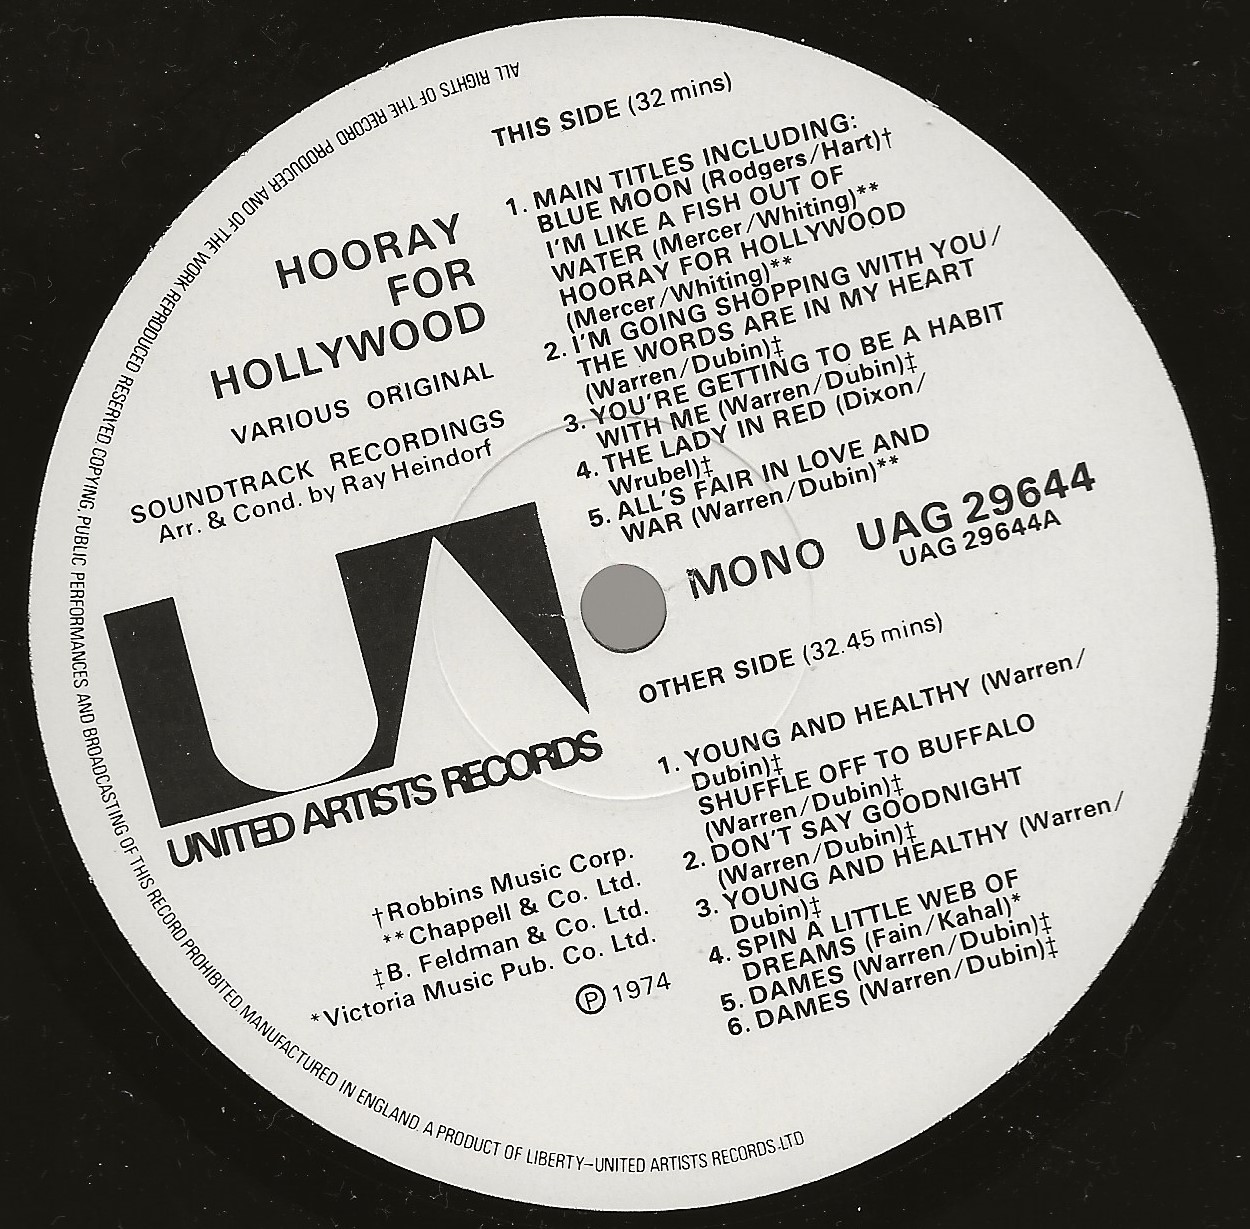 ALL RIGHTS OF THE RECORD PRODUCER AND OF THE WORK REPRODUCED RESERVED COPYING, PUBLIC PERFORMANCES AND BROADCASTING OF THIS RECORD PROHIBITED. MANUFACTURED IN ENGLAND. A PRODUCT OF LIBERTY–UNITED ARTISTS RECORDS.LTD
HOORAY
FOR
HOLLYWOOD
VARIOUS ORIGINAL
SOUNDTRACK RECORDINGS
Arr. & Cond. by Ray Heindorf
THIS SIDE (32 mins)
1. MAIN TITLES INCLUDING:
BLUE MOON (Rodgers/Hart)†
I'M LIKE A FISH OUT OF
WATER (Mercer/Whiting)**
HOORAY FOR HOLLYWOOD
(Mercer/Whiting)**
2. I'M GOING SHOPPING WITH YOU/
THE WORDS ARE IN MY HEART
(Warren/Dubin)‡
3. YOU'RE GETTING TO BE A HABIT
WITH ME (Warren/Dubin)‡
4. THE LADY IN RED (Dixon/
Wrubel)‡
5. ALL'S FAIR IN LOVE AND
WAR (Warren/Dubin)**
MONO UAG 29644
UAG 29644A
UA
UNITED ARTISTS RECORDS
OTHER SIDE (32.45 mins)
1. YOUNG AND HEALTHY (Warren/
Dubin)‡
SHUFFLE OFF TO BUFFALO
(Warren/Dubin)‡
2. DON'T SAY GOODNIGHT
(Warren/Dubin)‡
3. YOUNG AND HEALTHY (Warren/
Dubin)‡
4. SPIN A LITTLE WEB OF
DREAMS (Fain/Kahal)*
5. DAMES (Warren/Dubin)‡
6. DAMES (Warren/Dubin)‡
†Robbins Music Corp.
**Chappell & Co. Ltd.
‡B. Feldman & Co. Ltd.
*Victoria Music Pub. Co. Ltd.
℗ 1974